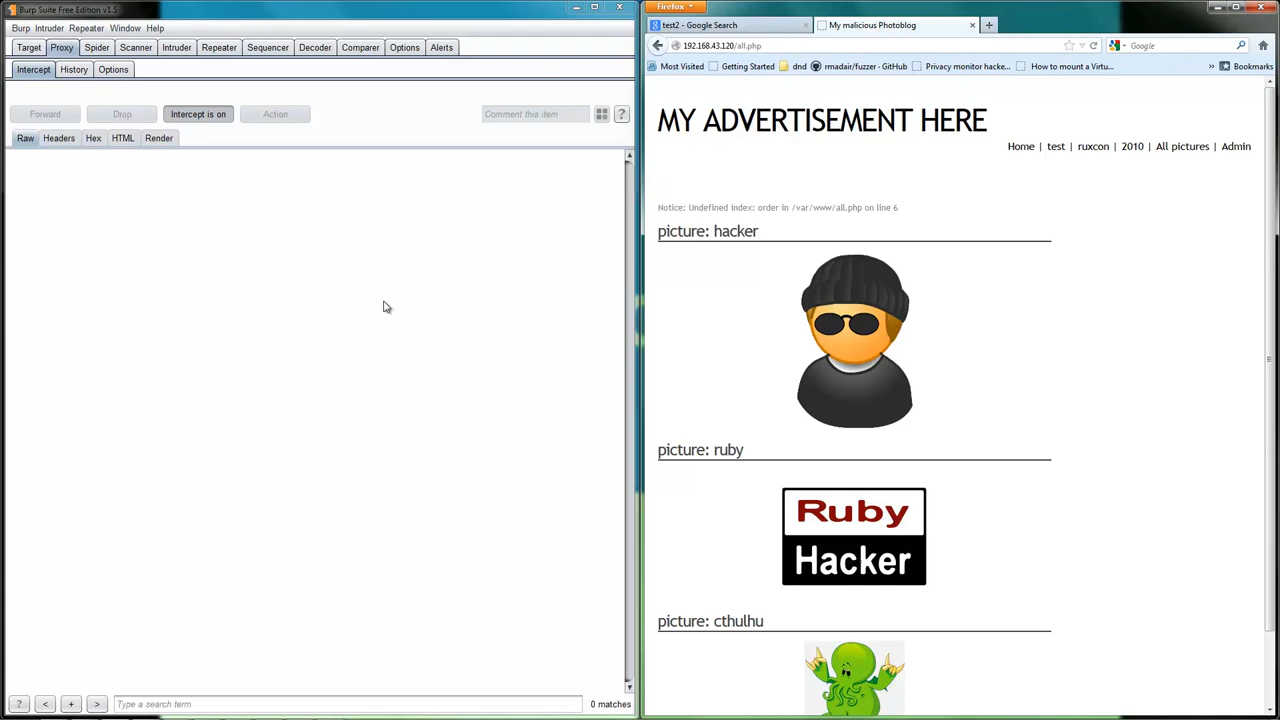 Burp Suite Free Edition v1.5
Burp Intruder Repeater Window Help
Target Proxy Spider Scanner Intruder Repeater Sequencer Decoder Comparer Options Alerts
Intercept History Options
Forward Drop Intercept is on Action Comment this item ?
Raw Headers Hex HTML Render
? < + > Type a search term 0 matches
Firefox
test2 - Google Search × My malicious Photoblog × +
192.168.43.120/all.php Google
Most Visited Getting Started dnd rmadair/fuzzer · GitHub Privacy monitor hacke... How to mount a Virtu... » Bookmarks
MY ADVERTISEMENT HERE
Home | test | ruxcon | 2010 | All pictures | Admin
Notice: Undefined index: order in /var/www/all.php on line 6
picture: hacker
picture: ruby
Ruby
Hacker
picture: cthulhu